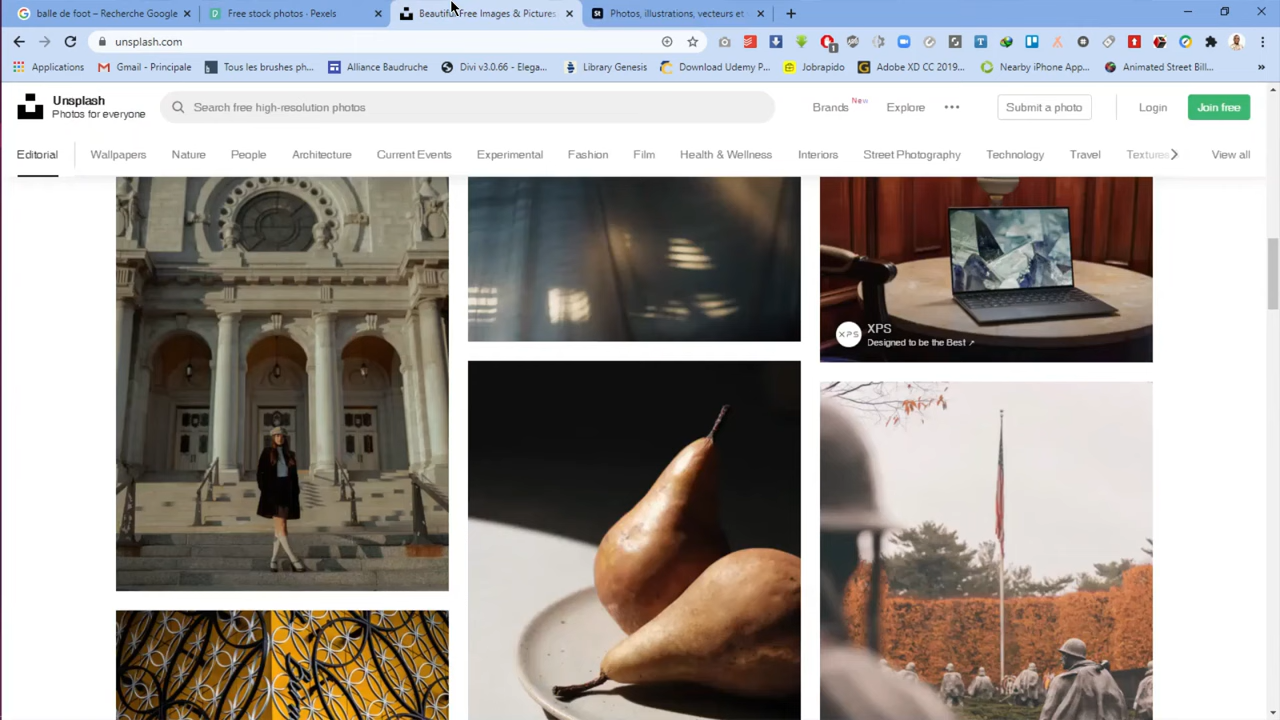 balle de foot – Recherche Google
Free stock photos · Pexels
Beautiful Free Images & Pictures
Photos, illustrations, vecteurs et
unsplash.com
Applications
Gmail - Principale
Tous les brushes ph...
Alliance Baudruche
Divi v3.0.66 – Elega...
Library Genesis
Download Udemy P...
Jobrapido
Adobe XD CC 2019...
Nearby iPhone App...
Animated Street Bill...
»
Unsplash
Photos for everyone
Search free high-resolution photos
Brands New
Explore
Submit a photo
Login
Join free
Editorial
Wallpapers
Nature
People
Architecture
Current Events
Experimental
Fashion
Film
Health & Wellness
Interiors
Street Photography
Technology
Travel
Textures
View all
XPS
XPS
Designed to be the Best ↗